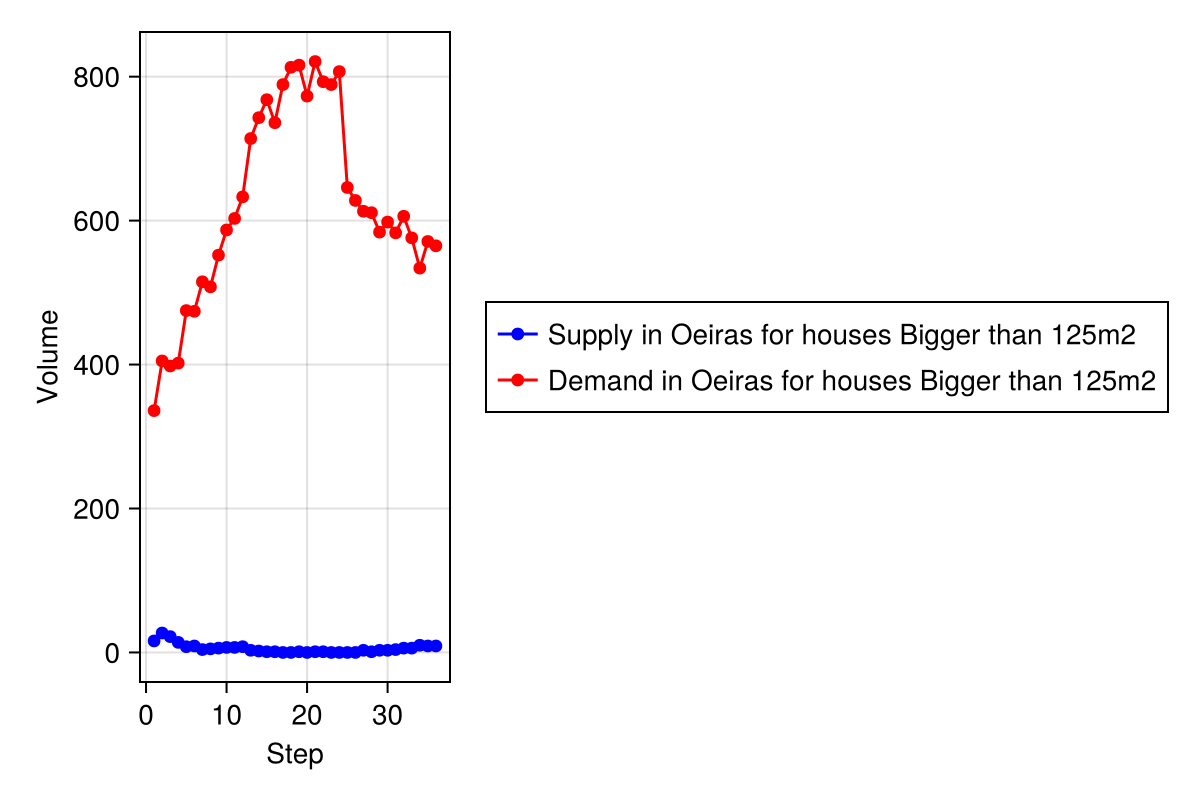 800
600
400
200
0
Volume
0 10 20 30
Step
Supply in Oeiras for houses Bigger than 125m2
Demand in Oeiras for houses Bigger than 125m2